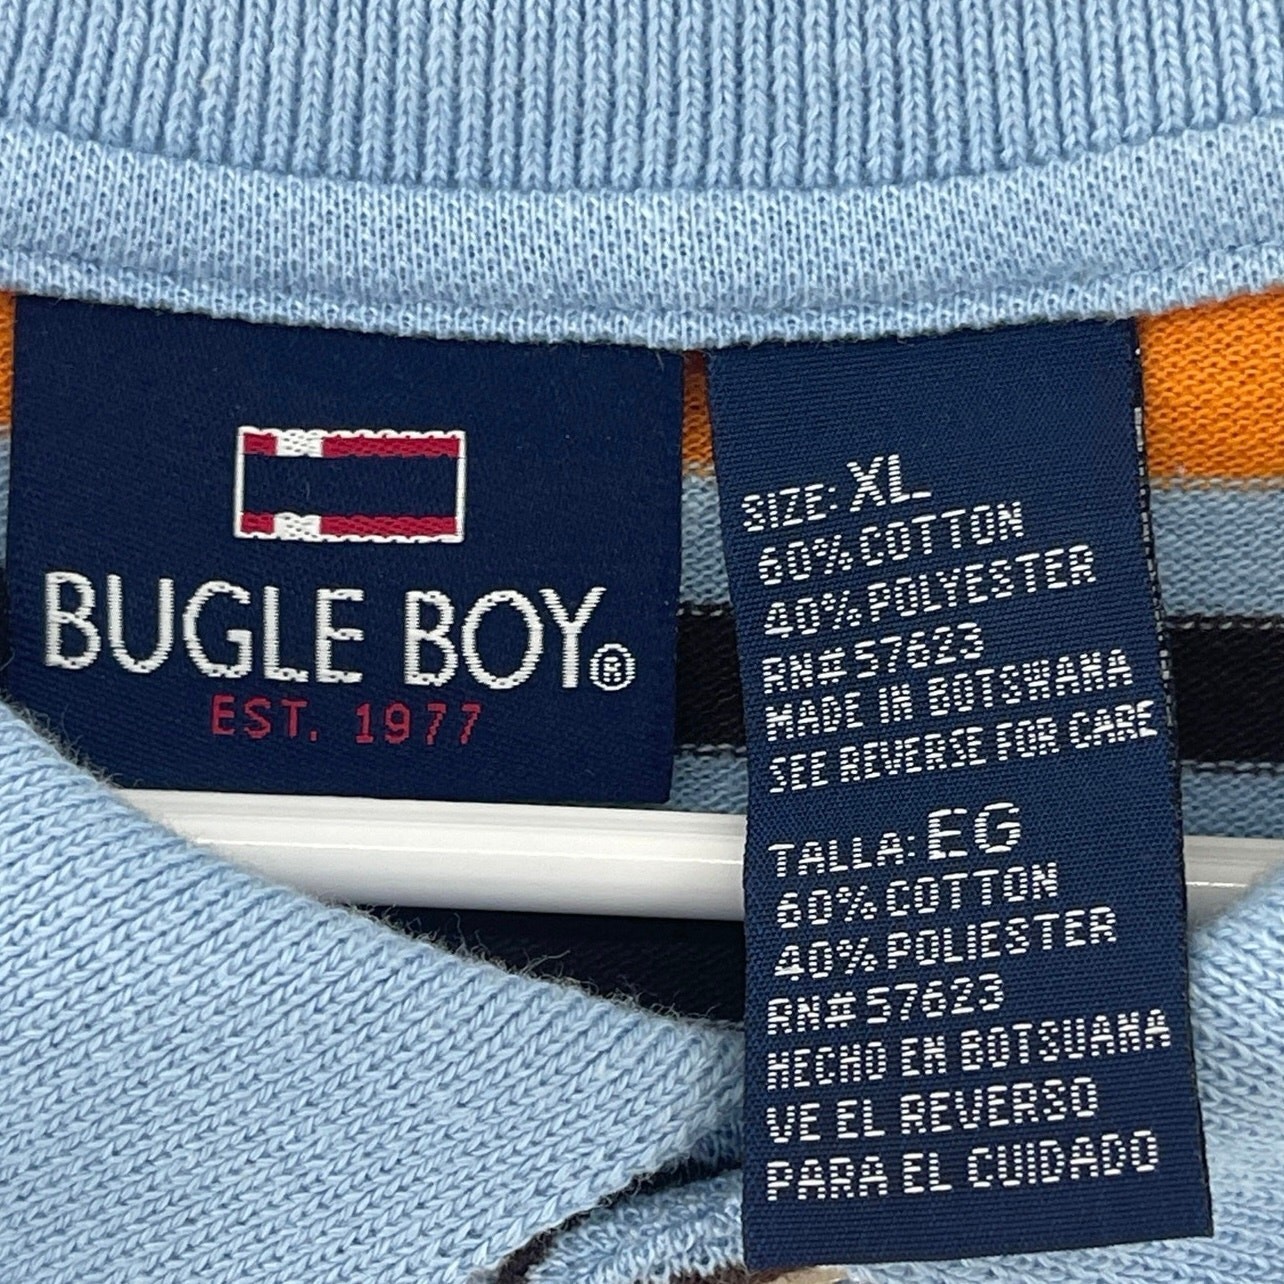 BUGLE BOY®
EST. 1977
SIZE: XL
60% COTTON
40% POLYESTER
RN# 57623
MADE IN BOTSWANA
SEE REVERSE FOR CARE
TALLA: EG
60% COTTON
40% POLIESTER
RN# 57623
HECHO EN BOTSUANA
VE EL REVERSO
PARA EL CUIDADO